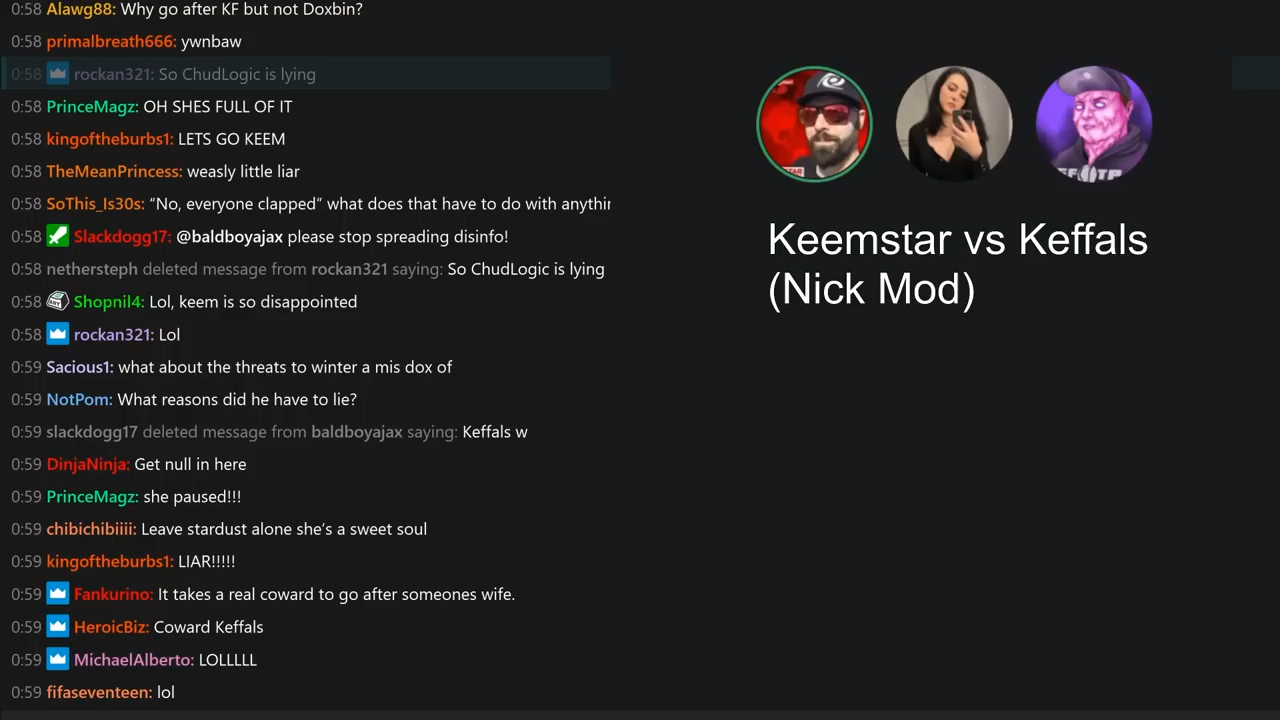 0:58 Alawg88: Why go after KF but not Doxbin?
0:58 primalbreath666: ywnbaw
0:58 rockan321: So ChudLogic is lying
0:58 PrinceMagz: OH SHES FULL OF IT
0:58 kingoftheburbs1: LETS GO KEEM
0:58 TheMeanPrincess: weasly little liar
0:58 SoThis_Is30s: “No, everyone clapped” what does that have to do with anythin
0:58 Slackdogg17: @baldboyajax please stop spreading disinfo!
nethersteph deleted message from rockan321 saying: So ChudLogic is lying
0:58 Shopnil4: Lol, keem is so disappointed
0:58 rockan321: Lol
0:59 Sacious1: what about the threats to winter a mis dox of
0:59 NotPom: What reasons did he have to lie?
0:59 slackdogg17 deleted message from baldboyajax saying: Keffals w
0:59 DinjaNinja: Get null in here
0:59 PrinceMagz: she paused!!!
0:59 chibichibiiii: Leave stardust alone she’s a sweet soul
0:59 kingoftheburbs1: LIAR!!!!!
0:59 Fankurino: It takes a real coward to go after someones wife.
0:59 HeroicBiz: Coward Keffals
0:59 MichaelAlberto: LOLLLLL
0:59 fifaseventeen: lol
Keemstar vs Keffals
(Nick Mod)